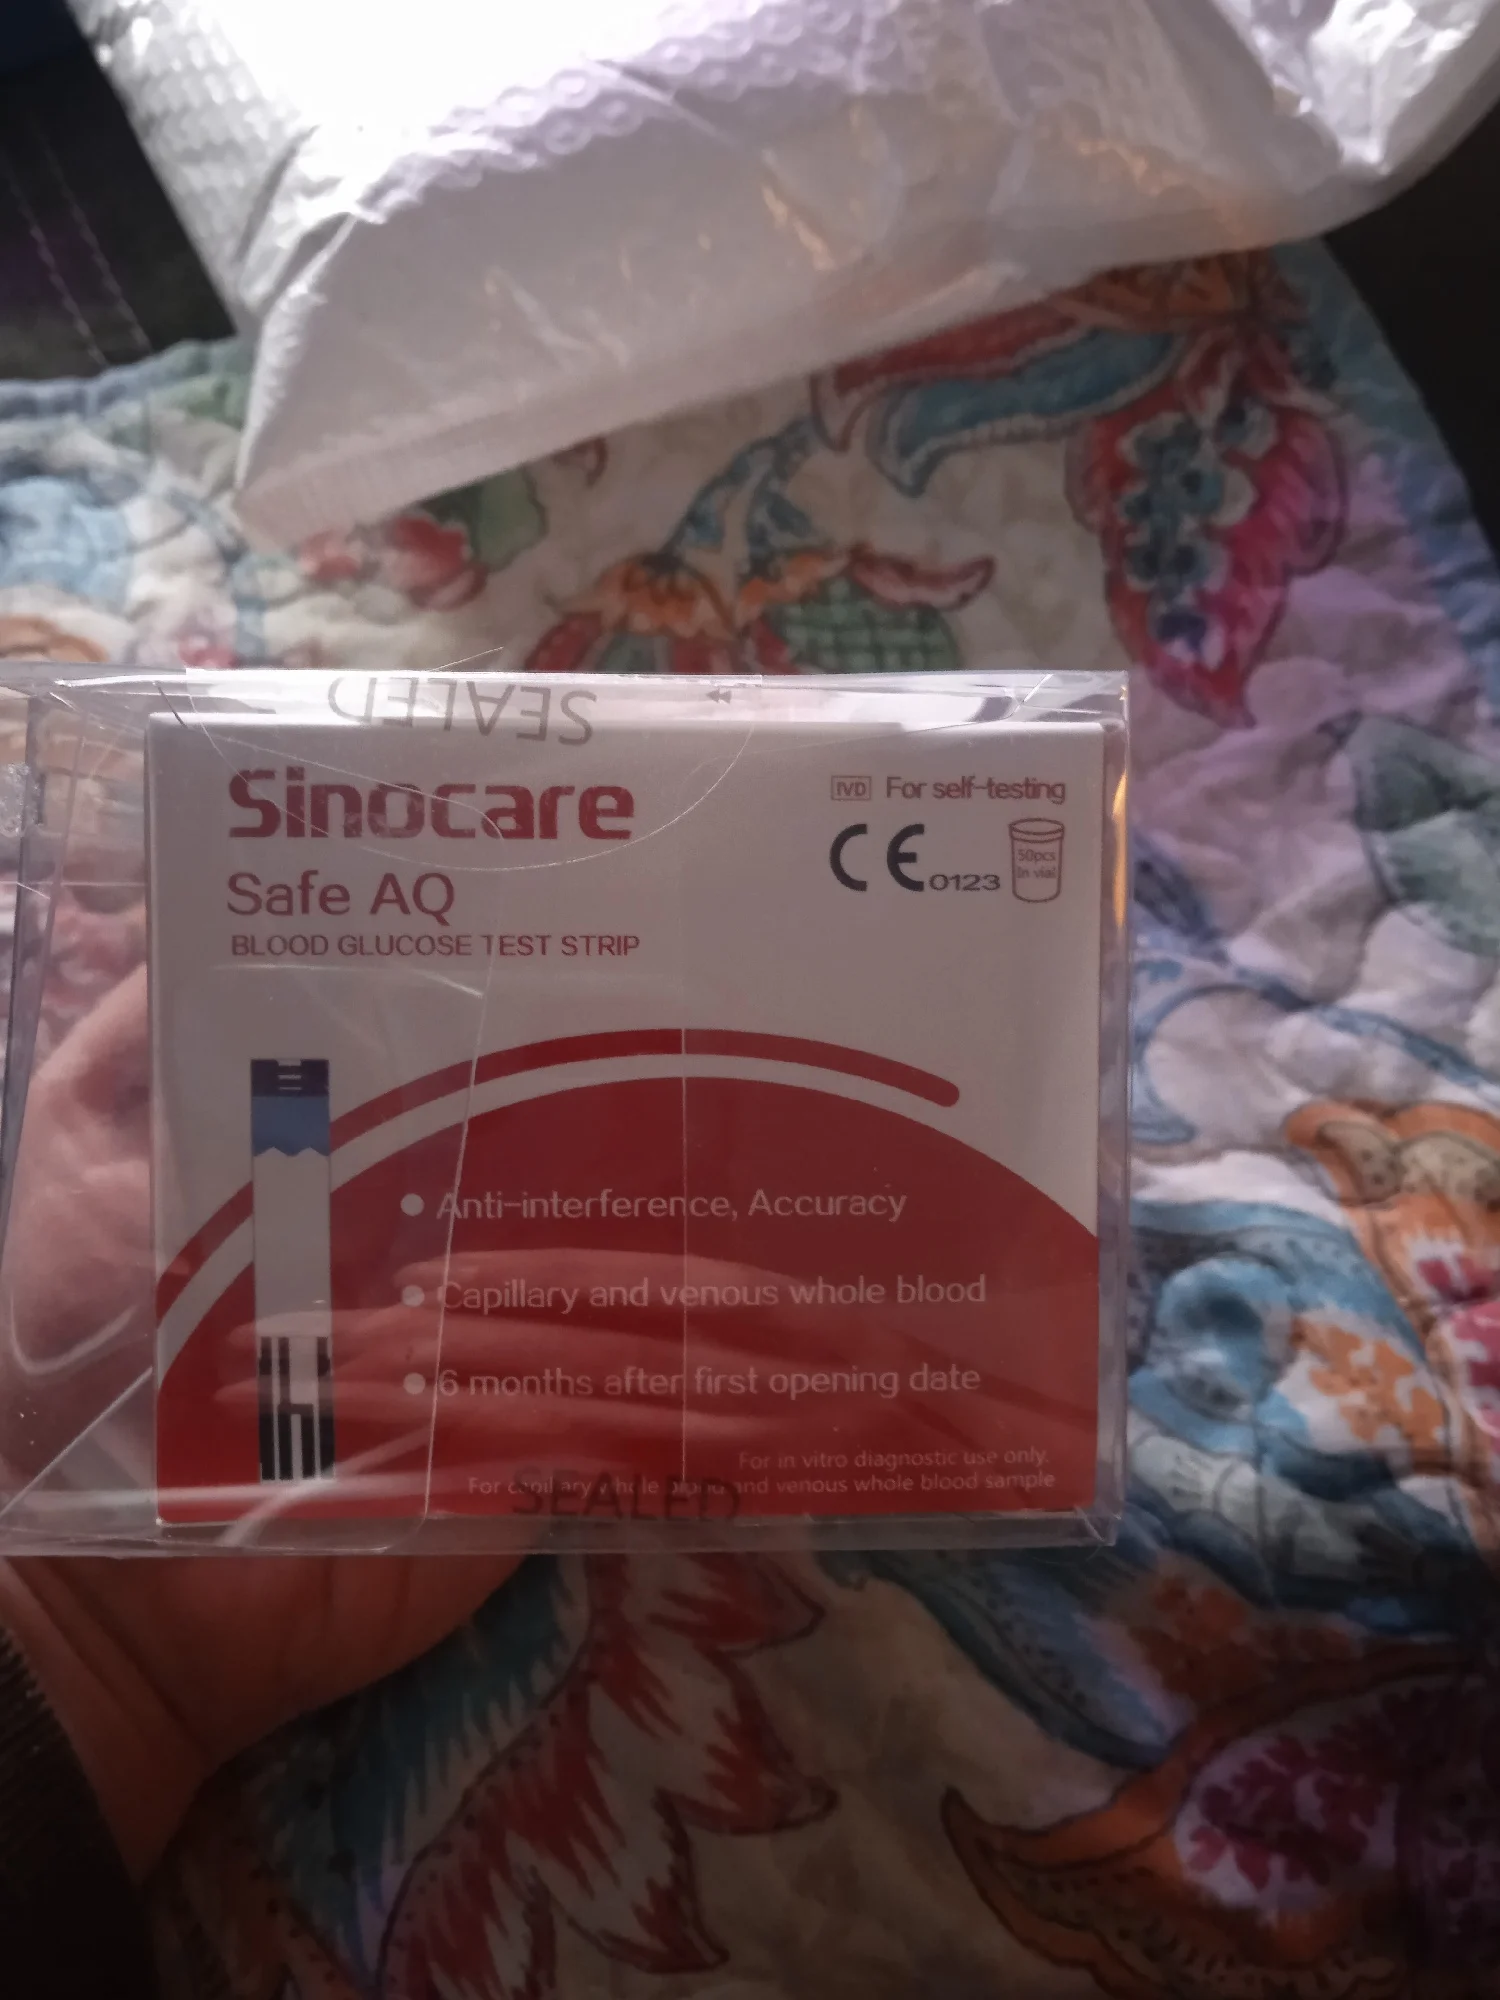 SEALED
Sinocare
IVD For self-testing
CE 0123
50pcs
in vial
Safe AQ
BLOOD GLUCOSE TEST STRIP
● Anti-interference, Accuracy
● Capillary and venous whole blood
● 6 months after first opening date
For in vitro diagnostic use only.
For capillary whole blood and venous whole blood sample
SEALED